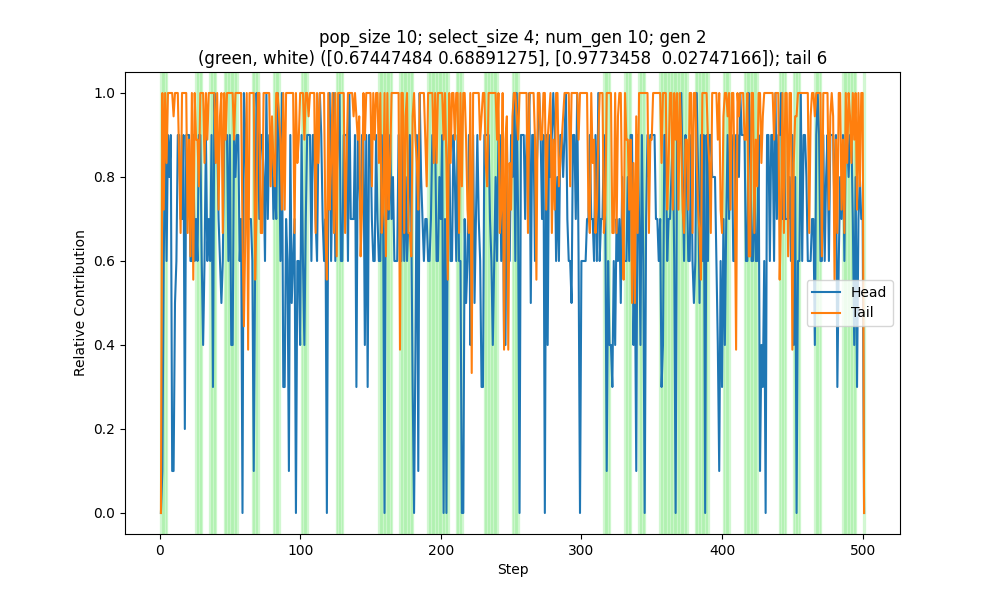 pop_size 10; select_size 4; num_gen 10; gen 2
(green, white) ([0.67447484 0.68891275], [0.9773458  0.02747166]); tail 6
1.0
0.8
0.6
0.4
0.2
0.0
Relative Contribution
Head
Tail
0
100
200
300
400
500
Step